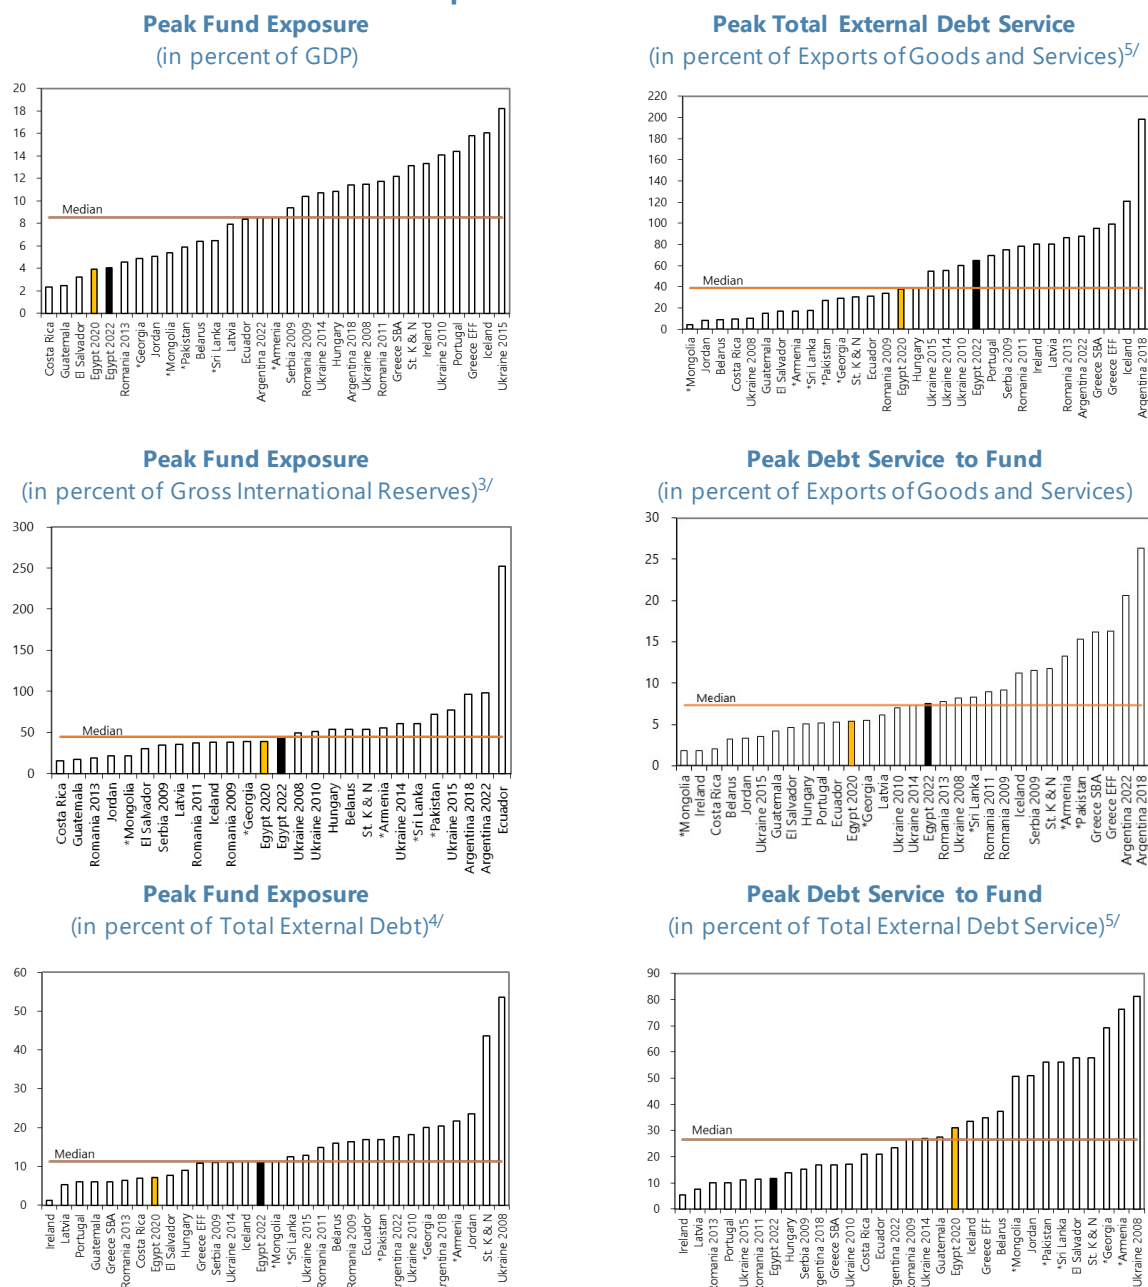 Peak Fund Exposure
(in percent of GDP)
20
18
16
14
12
10
8
6
4
2
0
Median
Costa Rica
Guatemala
El Salvador
Egypt 2020
Egypt 2022
Romania 2013
*Georgia
Jordan
*Mongolia
*Pakistan
Belarus
*Sri Lanka
Latvia
Ecuador
Argentina 2022
*Armenia
Serbia 2009
Romania 2009
Ukraine 2014
Hungary
Argentina 2018
Ukraine 2008
Romania 2011
Greece SBA
St. K & N
Ireland
Ukraine 2010
Portugal
Greece EFF
Iceland
Ukraine 2015
Peak Total External Debt Service
(in percent of Exports of Goods and Services)5/
220
200
180
160
140
120
100
80
60
40
20
0
Median
*Mongolia
Jordan
Belarus
Costa Rica
Ukraine 2008
Guatemala
El Salvador
*Armenia
*Sri Lanka
*Pakistan
*Georgia
St. K & N
Ecuador
Romania 2009
Egypt 2020
Hungary
Ukraine 2015
Ukraine 2014
Ukraine 2010
Egypt 2022
Portugal
Serbia 2009
Romania 2011
Ireland
Latvia
Romania 2013
Argentina 2022
Greece SBA
Greece EFF
Iceland
Argentina 2018
Peak Fund Exposure
(in percent of Gross International Reserves)3/
300
250
200
150
100
50
0
Median
Costa Rica
Guatemala
Romania 2013
Jordan
*Mongolia
El Salvador
Serbia 2009
Latvia
Romania 2011
Iceland
Romania 2009
*Georgia
Egypt 2020
Egypt 2022
Ukraine 2008
Ukraine 2010
Hungary
Belarus
St. K & N
*Armenia
Ukraine 2014
*Sri Lanka
*Pakistan
Ukraine 2015
Argentina 2018
Argentina 2022
Ecuador
Peak Debt Service to Fund
(in percent of Exports of Goods and Services)
30
25
20
15
10
5
0
Median
*Mongolia
Ireland
Costa Rica
Belarus
Jordan
Ukraine 2015
Guatemala
El Salvador
Hungary
Portugal
Ecuador
Egypt 2020
*Georgia
Latvia
Ukraine 2010
Ukraine 2014
Egypt 2022
Romania 2013
Ukraine 2008
*Sri Lanka
Romania 2011
Romania 2009
Iceland
Serbia 2009
St. K & N
*Armenia
*Pakistan
Greece SBA
Greece EFF
Argentina 2022
Argentina 2018
Peak Fund Exposure
(in percent of Total External Debt)4/
60
50
40
30
20
10
0
Median
Ireland
Latvia
Portugal
Guatemala
Greece SBA
Romania 2013
Costa Rica
Egypt 2020
El Salvador
Hungary
Greece EFF
Serbia 2009
Ukraine 2014
Iceland
Egypt 2022
*Mongolia
*Sri Lanka
Ukraine 2015
Romania 2011
Belarus
Romania 2009
Ecuador
*Pakistan
Argentina 2022
Ukraine 2010
*Georgia
Argentina 2018
*Armenia
Jordan
St. K & N
Ukraine 2008
Peak Debt Service to Fund
(in percent of Total External Debt Service)5/
90
80
70
60
50
40
30
20
10
0
Median
Ireland
Latvia
Romania 2013
Portugal
Ukraine 2015
Romania 2011
Egypt 2022
Hungary
Serbia 2009
Argentina 2018
Greece SBA
Ukraine 2010
Costa Rica
Ecuador
Argentina 2022
Romania 2009
Ukraine 2014
Guatemala
Egypt 2020
Iceland
Greece EFF
Belarus
*Mongolia
Jordan
*Pakistan
*Sri Lanka
El Salvador
St. K & N
*Georgia
*Armenia
Ukraine 2008